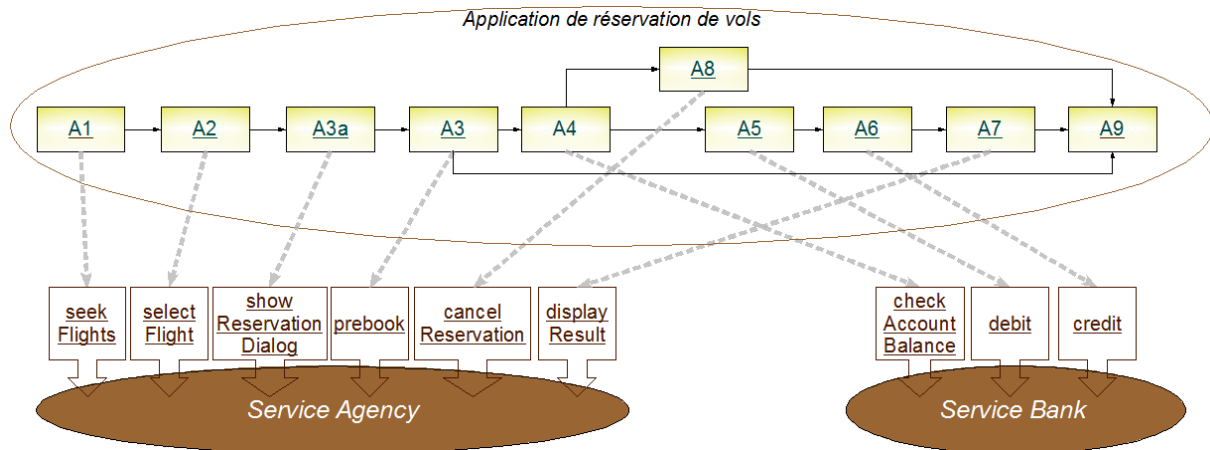 Application de réservation de vols
A8
A1 A2 A3a A3 A4 A5 A6 A7 A9
seek
Flights
select
Flight
show
Reservation
Dialog
prebook
cancel
Reservation
display
Result
check
Account
Balance
debit
credit
Service Agency
Service Bank